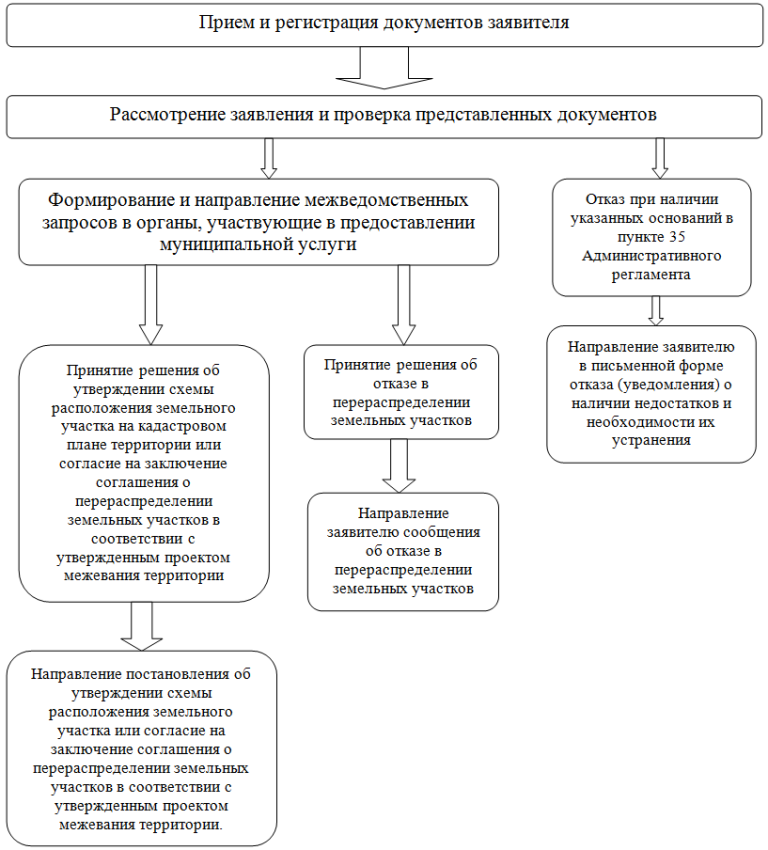 Прием и регистрация документов заявителя
Рассмотрение заявления и проверка представленных документов
Формирование и направление межведомственных
запросов в органы, участвующие в предоставлении
муниципальной услуги
Отказ при наличии
указанных оснований в
пункте 35
Административного
регламента
Принятие решения об
утверждении схемы
расположения земельного
участка на кадастровом
плане территории или
согласие на заключение
соглашения о
перераспределении
земельных участков в
соответствии с
утвержденным проектом
межевания территории
Принятие решения об
отказе в
перераспределении
земельных участков
Направление заявителю
в письменной форме
отказа (уведомления) о
наличии недостатков и
необходимости их
устранения
Направление
заявителю сообщения
об отказе в
перераспределении
земельных участков
Направление постановления об
утверждении схемы
расположения земельного
участка или согласие на
заключение соглашения о
перераспределении земельных
участков в соответствии с
утвержденным проектом
межевания территории.